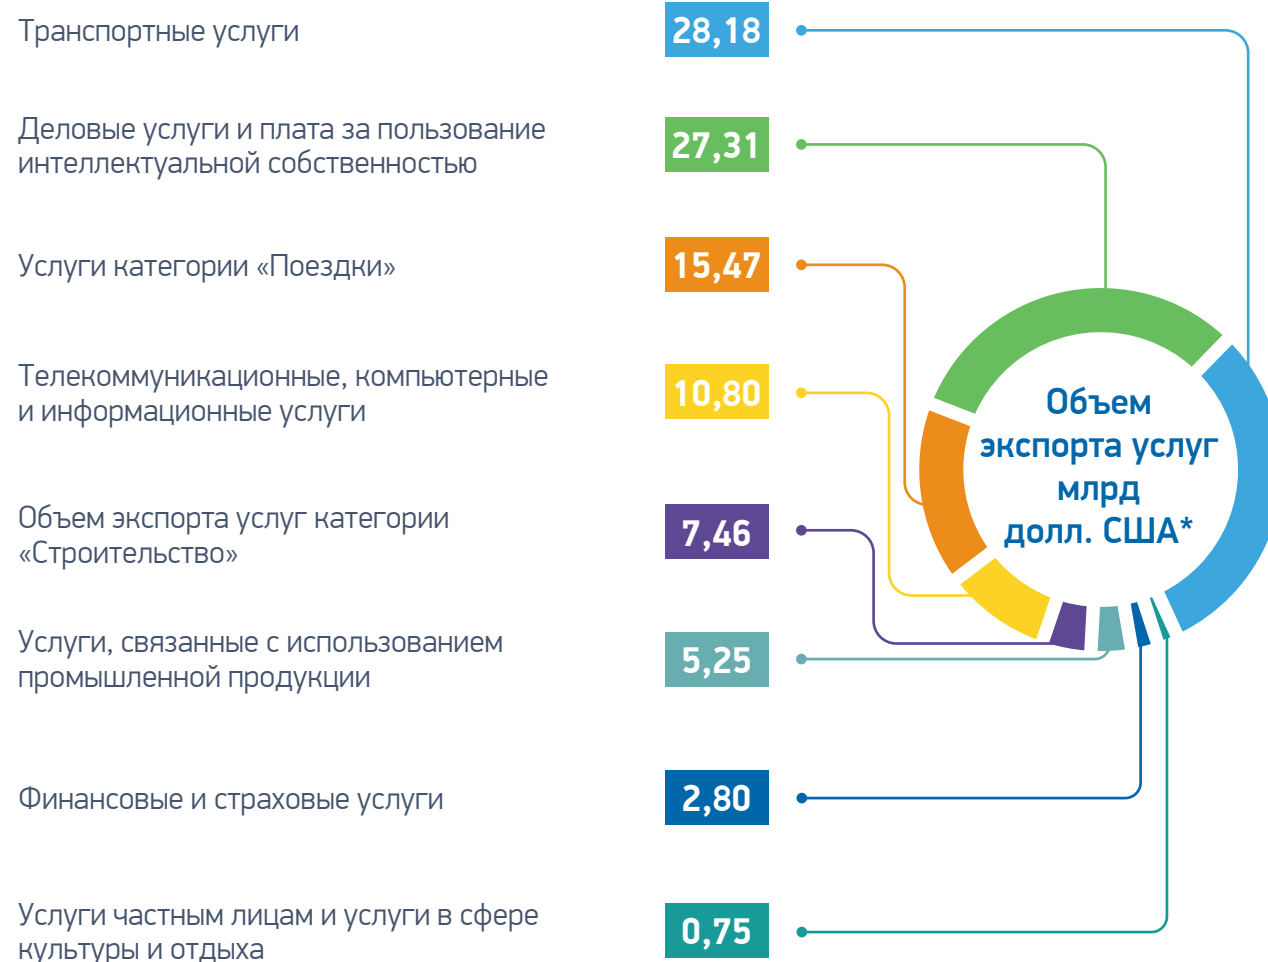 Транспортные услуги
28,18
Деловые услуги и плата за пользование
интеллектуальной собственностью
27,31
Услуги категории «Поездки»
15,47
Телекоммуникационные, компьютерные
и информационные услуги
10,80
Объем экспорта услуг категории
«Строительство»
7,46
Услуги, связанные с использованием
промышленной продукции
5,25
Финансовые и страховые услуги
2,80
Услуги частным лицам и услуги в сфере
культуры и отдыха
0,75
Объем
экспорта услуг
млрд
долл. США*